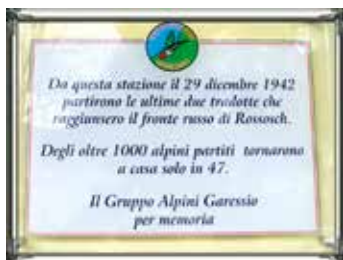 Da questa stazione il 29 dicembre 1942
partirono le ultime due tradotte che
raggiunsero il fronte russo di Rossosch.
Degli oltre 1000 alpini partiti tornarono
a casa solo in 47.
Il Gruppo Alpini Garessio
per memoria